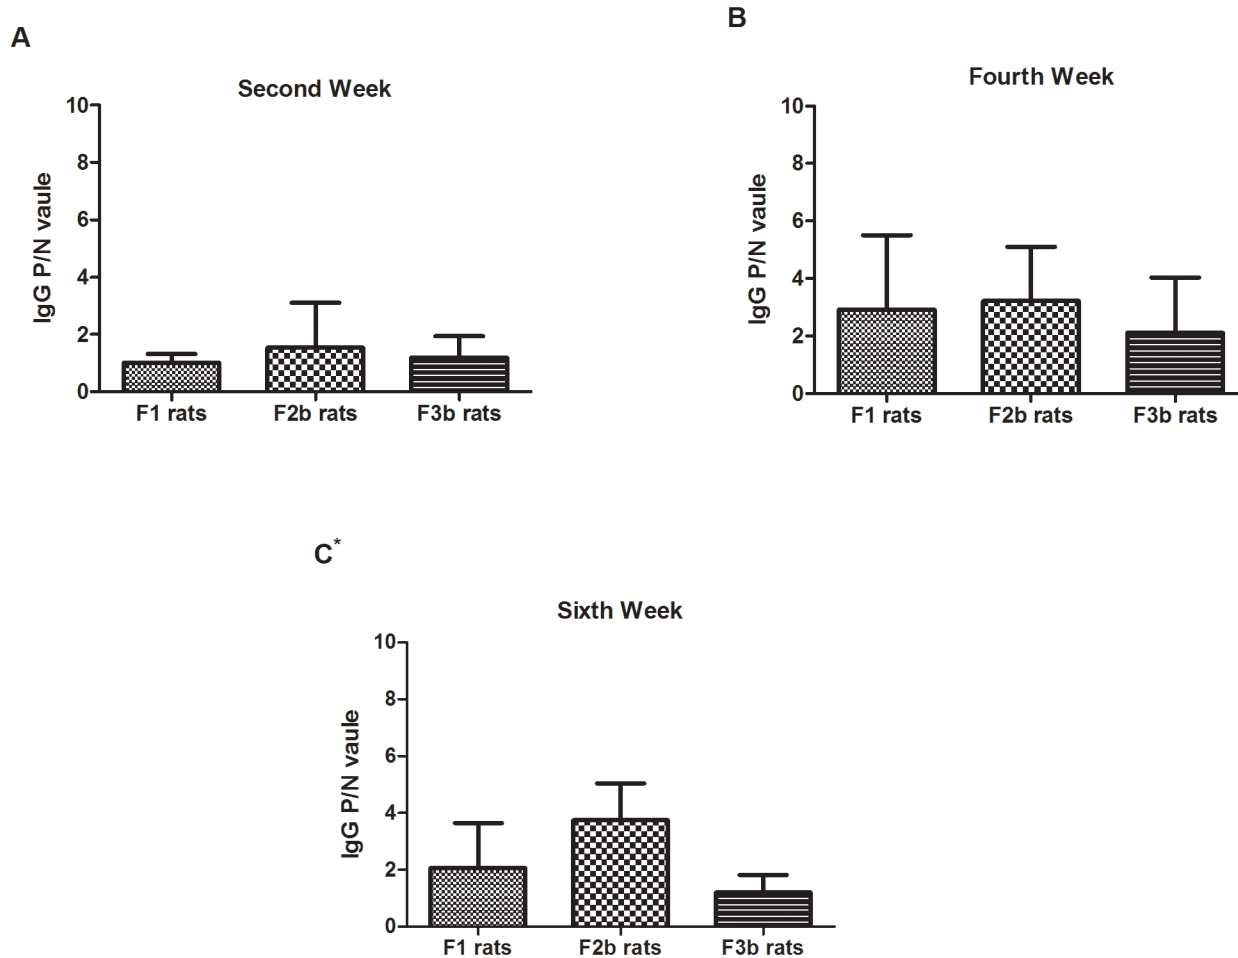 A
Second Week
IgG P/N vaule
10
8
6
4
2
0
F1 rats F2b rats F3b rats
B
Fourth Week
IgG P/N vaule
10
8
6
4
2
0
F1 rats F2b rats F3b rats
C*
Sixth Week
IgG P/N vaule
10
8
6
4
2
0
F1 rats F2b rats F3b rats